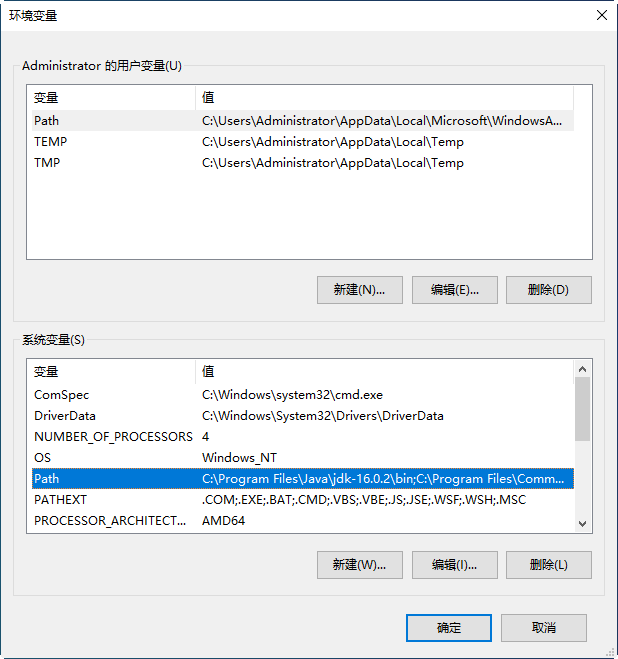 环境变量
Administrator 的用户变量(U)
变量 值
Path C:\Users\Administrator\AppData\Local\Microsoft\WindowsA...
TEMP C:\Users\Administrator\AppData\Local\Temp
TMP C:\Users\Administrator\AppData\Local\Temp
新建(N)... 编辑(E)... 删除(D)
系统变量(S)
变量 值
ComSpec C:\Windows\system32\cmd.exe
DriverData C:\Windows\System32\Drivers\DriverData
NUMBER_OF_PROCESSORS 4
OS Windows_NT
Path C:\Program Files\Java\jdk-16.0.2\bin;C:\Program Files\Comm...
PATHEXT .COM;.EXE;.BAT;.CMD;.VBS;.VBE;.JS;.JSE;.WSF;.WSH;.MSC
PROCESSOR_ARCHITECT... AMD64
新建(W)... 编辑(I)... 删除(L)
确定 取消